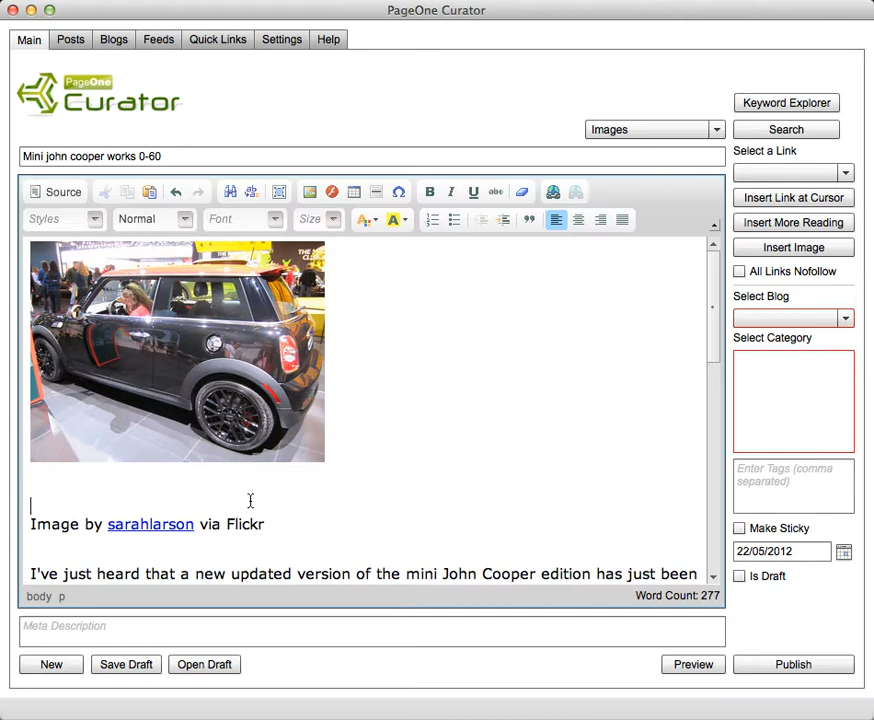 PageOne Curator
Main Posts Blogs Feeds Quick Links Settings Help
PageOne
Curator
Keyword Explorer
Images Search
Select a Link
Mini john cooper works 0-60
Source
B I U abc
Styles Normal Font Size
Insert Link at Cursor
Insert More Reading
Insert Image
All Links Nofollow
Select Blog
Select Category
Enter Tags (comma
separated)
Image by sarahlarson via Flickr
Make Sticky
22/05/2012
I've just heard that a new updated version of the mini John Cooper edition has just been
Is Draft
body p Word Count: 277
Meta Description
New Save Draft Open Draft Preview Publish